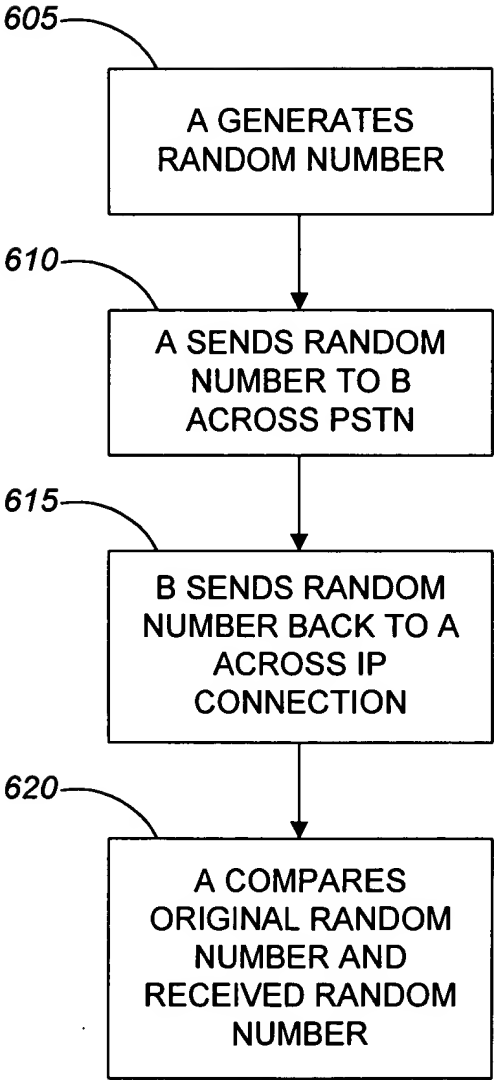 605
A GENERATES
RANDOM NUMBER
610
A SENDS RANDOM
NUMBER TO B
ACROSS PSTN
615
B SENDS RANDOM
NUMBER BACK TO A
ACROSS IP
CONNECTION
620
A COMPARES
ORIGINAL RANDOM
NUMBER AND
RECEIVED RANDOM
NUMBER